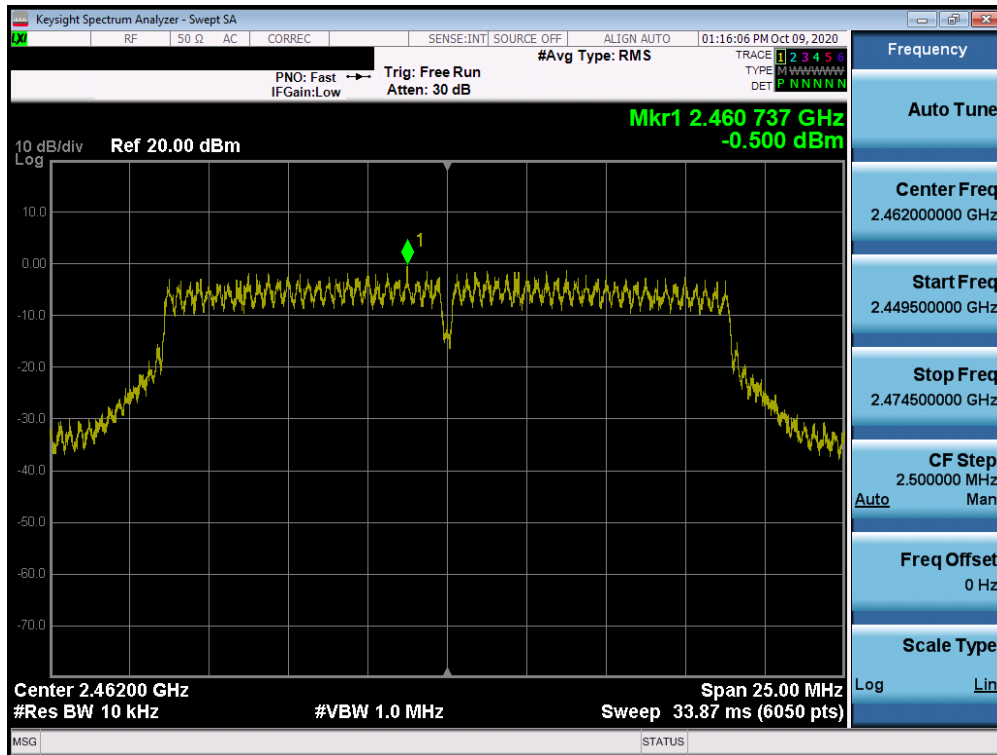 Keysight Spectrum Analyzer - Swept SA
LXI RF 50 Ω AC CORREC SENSE:INT SOURCE OFF ALIGN AUTO 01:16:06 PM Oct 09, 2020
PNO: Fast
IFGain:Low
Trig: Free Run
Atten: 30 dB
#Avg Type: RMS
TRACE 1 2 3 4 5 6
TYPE M WWWWW
DET P N N N N N
Mkr1 2.460 737 GHz
-0.500 dBm
10 dB/div Ref 20.00 dBm
Log
10.0
0.00
-10.0
-20.0
-30.0
-40.0
-50.0
-60.0
-70.0
1
Center 2.46200 GHz Span 25.00 MHz
#Res BW 10 kHz #VBW 1.0 MHz Sweep 33.87 ms (6050 pts)
MSG STATUS
Frequency
Auto Tune
Center Freq
2.462000000 GHz
Start Freq
2.449500000 GHz
Stop Freq
2.474500000 GHz
CF Step
2.500000 MHz
Auto Man
Freq Offset
0 Hz
Scale Type
Log Lin